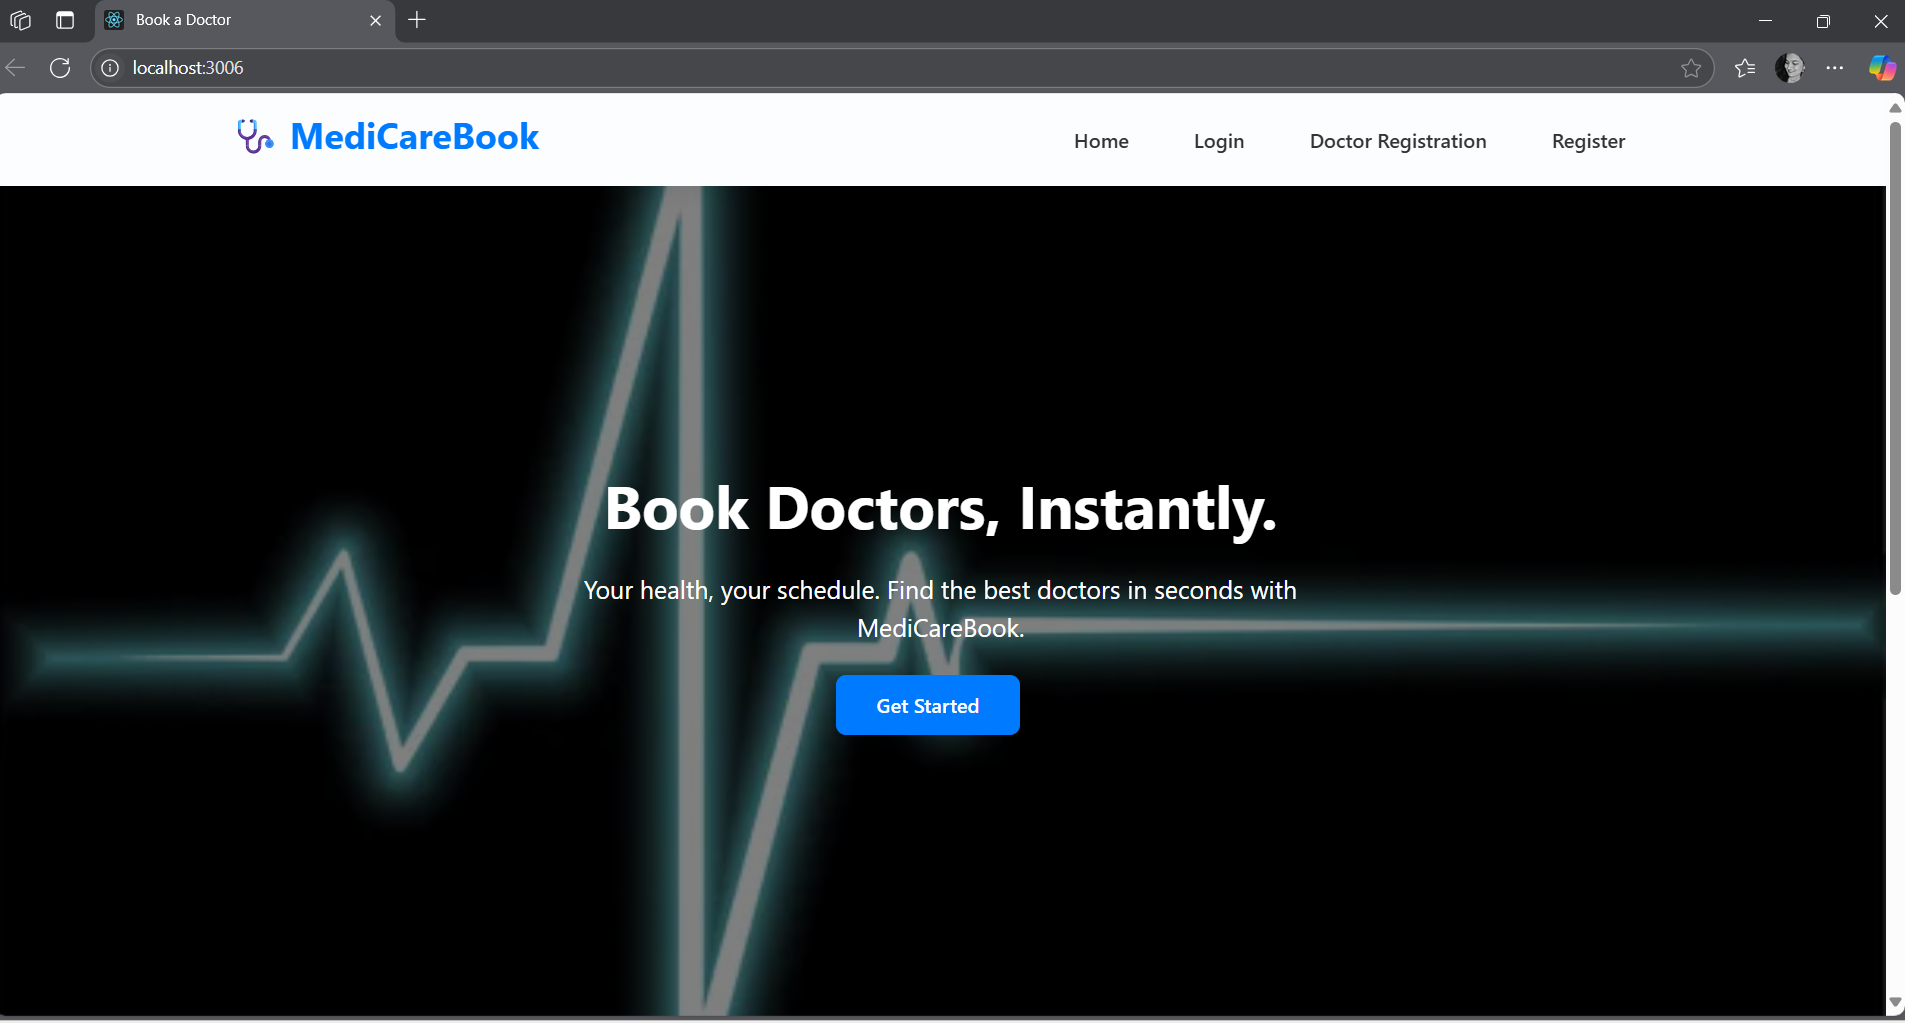 Book a Doctor
localhost:3006
MediCareBook
Home Login Doctor Registration Register
Book Doctors, Instantly.
Your health, your schedule. Find the best doctors in seconds with
MediCareBook.
Get Started